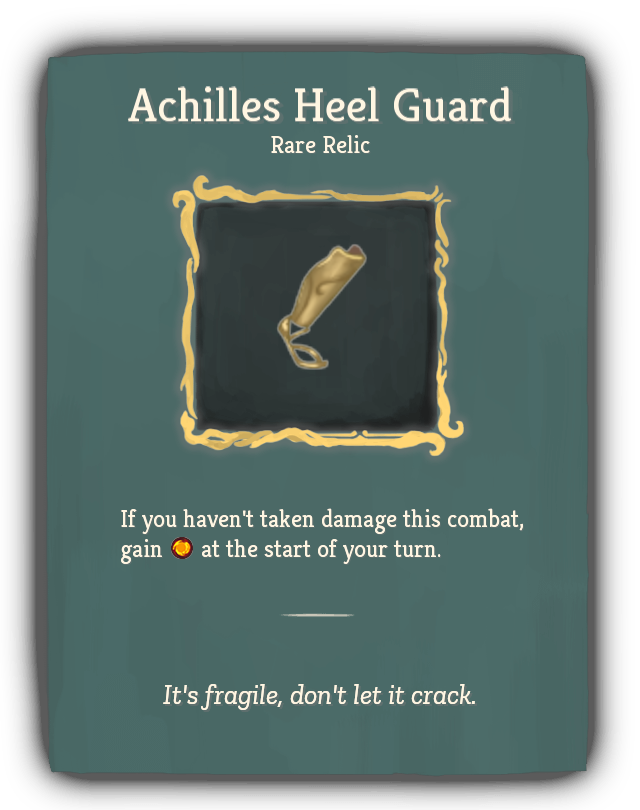 Achilles Heel Guard
Rare Relic
If you haven't taken damage this combat,
gain at the start of your turn.
It's fragile, don't let it crack.